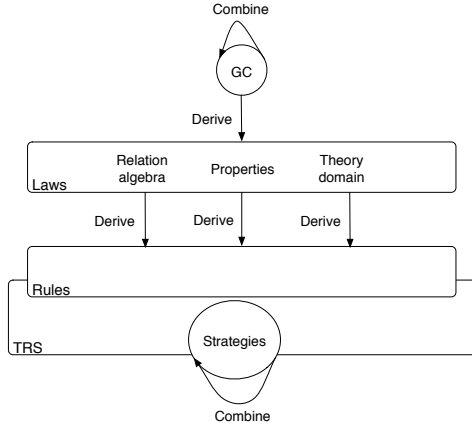 Combine
GC
Derive
Relation
algebra
Properties
Theory
domain
Laws
Derive
Derive
Derive
Rules
Strategies
TRS
Combine